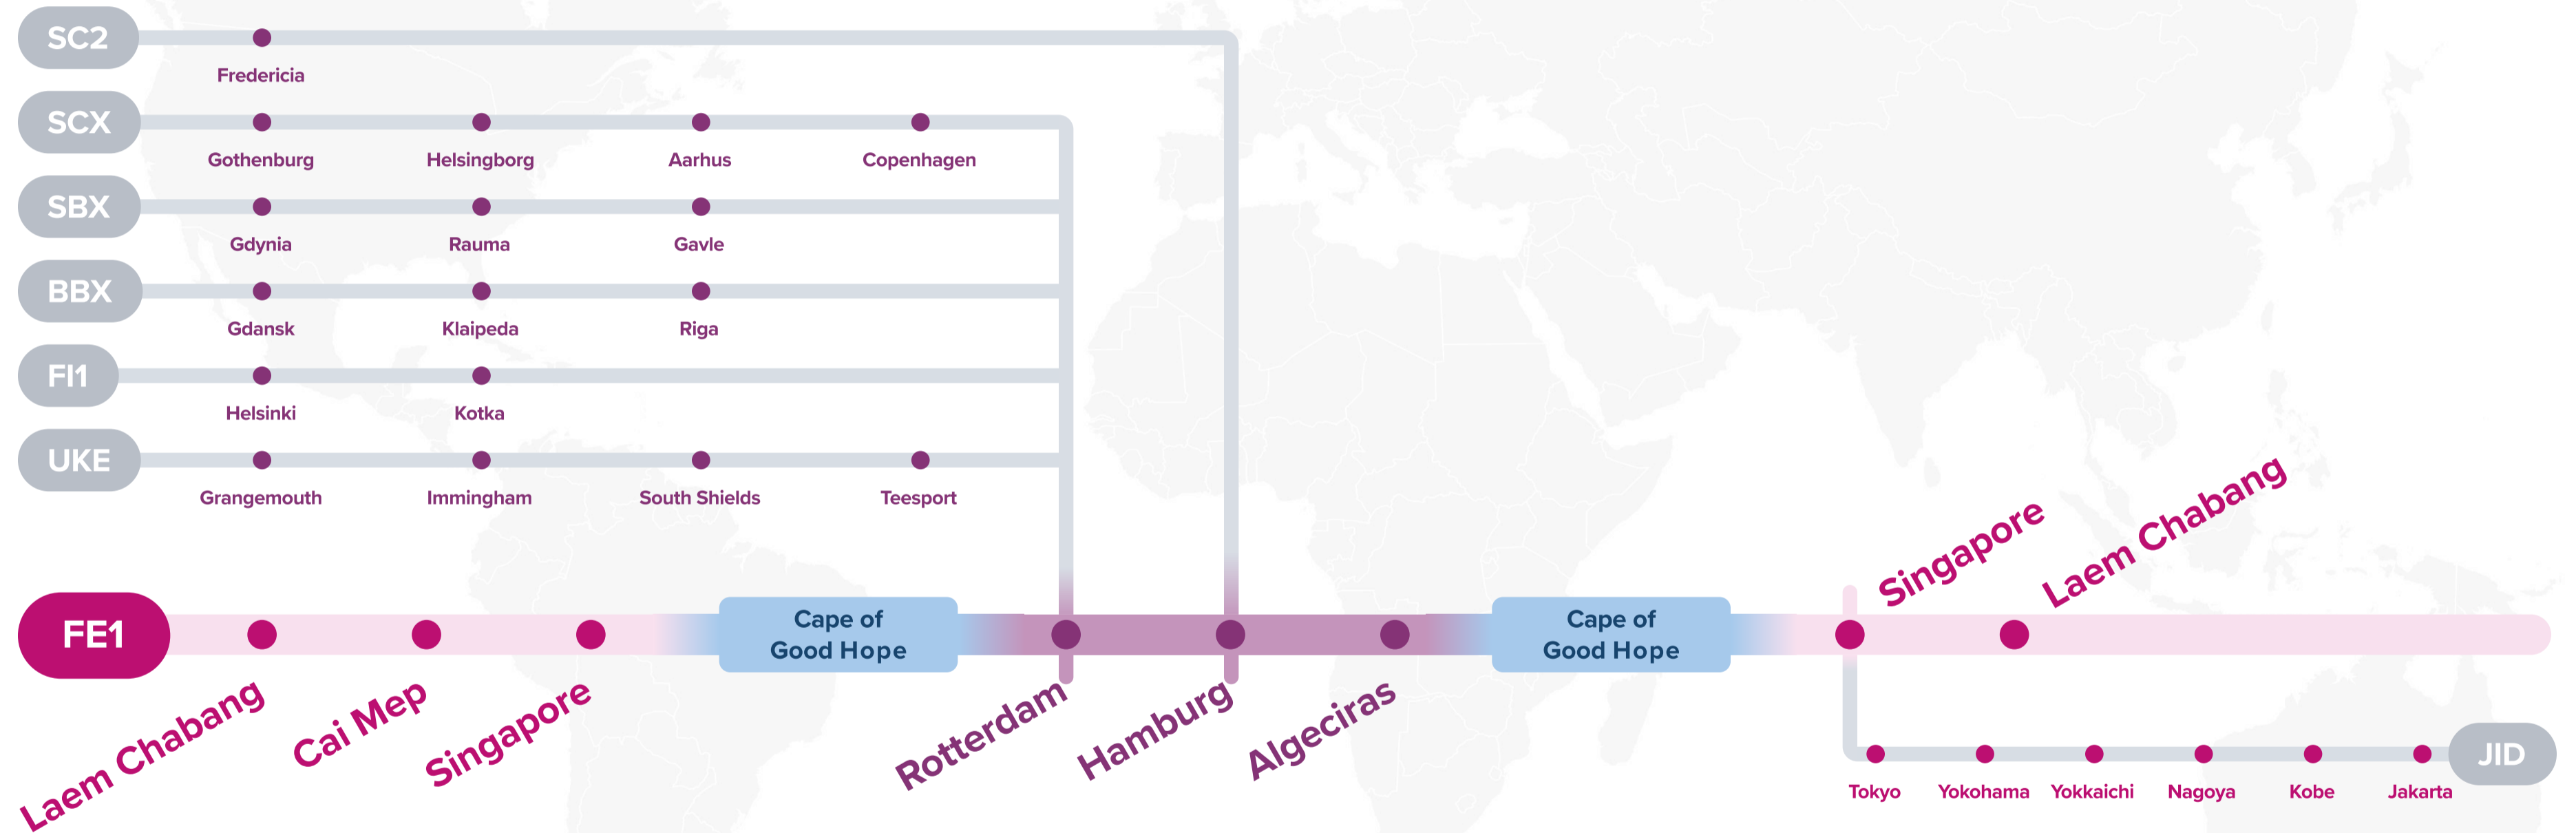 SC2
Fredericia
SCX
Gothenburg Helsingborg Aarhus Copenhagen
SBX
Gdynia Rauma Gavle
BBX
Gdansk Klaipeda Riga
FI1
Helsinki Kotka
UKE
Grangemouth Immingham South Shields Teesport
FE1
Laem Chabang
Cai Mep
Singapore
Cape of
Good Hope
Rotterdam
Hamburg
Algeciras
Cape of
Good Hope
Singapore
Laem Chabang
JID
Tokyo Yokohama Yokkaichi Nagoya Kobe Jakarta